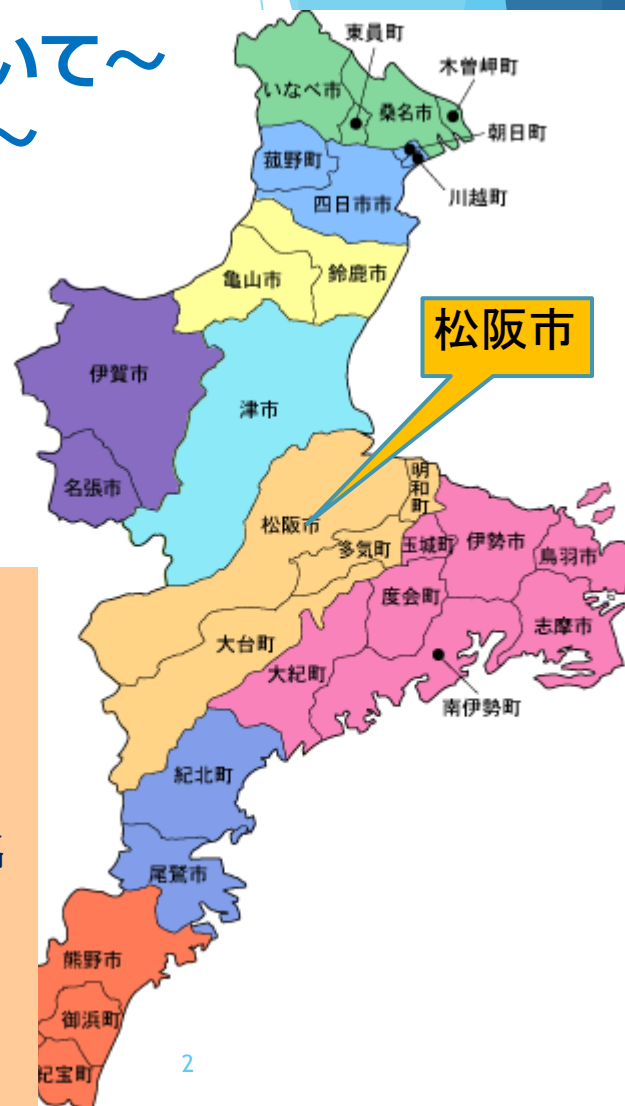 いて～
～
東員町
木曽岬町
いなべ市
桑名市
朝日町
菰野町
川越町
四日市市
亀山市
鈴鹿市
松阪市
伊賀市
津市
名張市
明和町
松阪市
多気町
玉城町
伊勢市
鳥羽市
度会町
志摩市
大台町
大紀町
南伊勢町
紀北町
尾鷲市
熊野市
御浜町
紀宝町
2